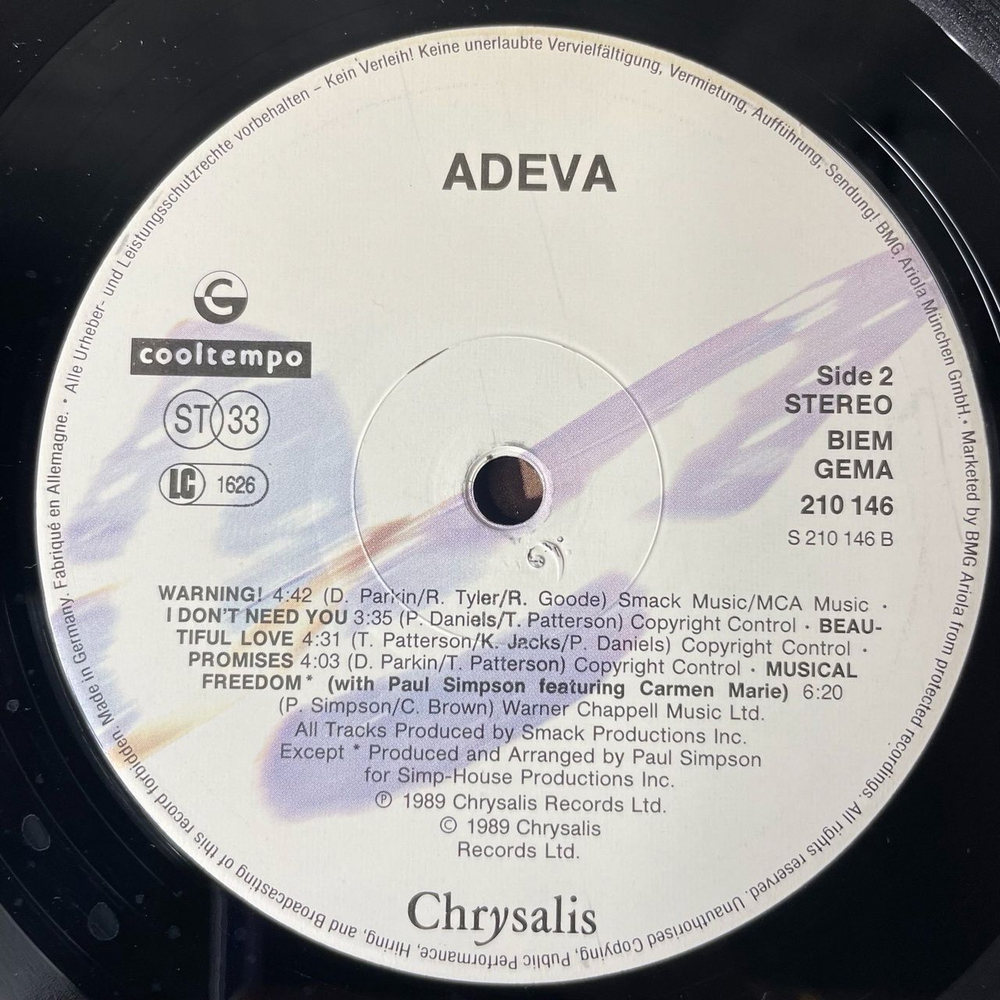 Alle Urheber- und Leistungsschutzrechte vorbehalten – Kein Verleih! Keine unerlaubte Vervielfältigung, Vermietung, Aufführung, Sendung! BMG Ariola München GmbH. • Marketed by BMG Ariola from protected recordings. All rights reserved. Unauthorised Copying, Public Performance, Hiring, and Broadcasting of this record forbidden. Made in Germany. Fabriqué en Allemagne. •
ADEVA
G
cooltempo
ST 33
LC 1626
Side 2
STEREO
BIEM
GEMA
210 146
S 210 146 B
WARNING! 4:42 (D. Parkin/R. Tyler/R. Goode) Smack Music/MCA Music ·
I DON'T NEED YOU 3:35 (P. Daniels/T. Patterson) Copyright Control · BEAU-
TIFUL LOVE 4:31 (T. Patterson/K. Jacks/P. Daniels) Copyright Control ·
PROMISES 4:03 (D. Parkin/T. Patterson) Copyright Control · MUSICAL
FREEDOM* (with Paul Simpson featuring Carmen Marie) 6:20
(P. Simpson/C. Brown) Warner Chappell Music Ltd.
All Tracks Produced by Smack Productions Inc.
Except * Produced and Arranged by Paul Simpson
for Simp-House Productions Inc.
℗ 1989 Chrysalis Records Ltd.
© 1989 Chrysalis
Records Ltd.
Chrysalis